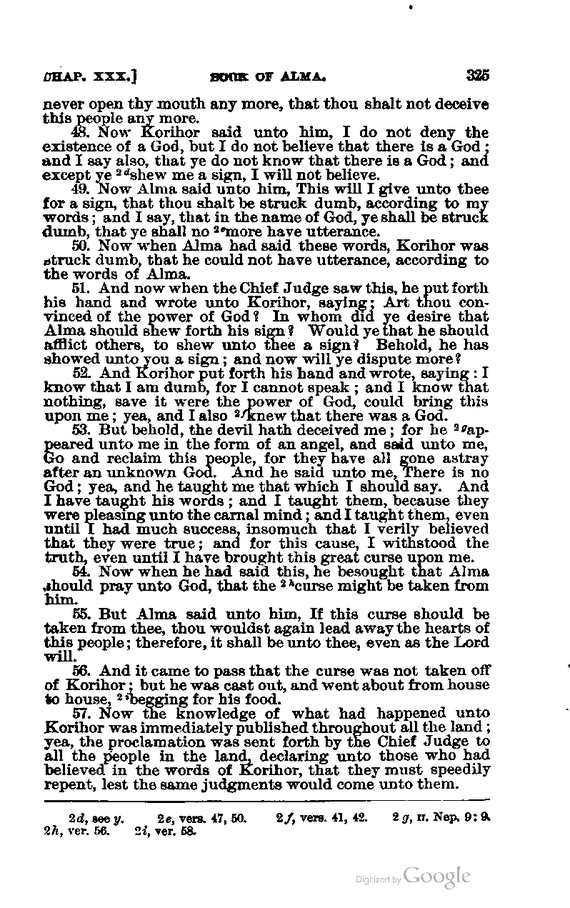 CHAP. XXX.] BOOK OF ALMA. 325
never open thy mouth any more, that thou shalt not deceive
this people any more.
48. Now Korihor said unto him, I do not deny the
existence of a God, but I do not believe that there is a God;
and I say also, that ye do not know that there is a God; and
except ye 2dshew me a sign, I will not believe.
49. Now Alma said unto him, This will I give unto thee
for a sign, that thou shalt be struck dumb, according to my
words; and I say, that in the name of God, ye shall be struck
dumb, that ye shall no 2emore have utterance.
50. Now when Alma had said these words, Korihor was
struck dumb, that he could not have utterance, according to
the words of Alma.
51. And now when the Chief Judge saw this, he put forth
his hand and wrote unto Korihor, saying; Art thou con-
vinced of the power of God? In whom did ye desire that
Alma should shew forth his sign? Would ye that he should
afflict others, to shew unto thee a sign? Behold, he has
showed unto you a sign; and now will ye dispute more?
52. And Korihor put forth his hand and wrote, saying: I
know that I am dumb, for I cannot speak; and I know that
nothing, save it were the power of God, could bring this
upon me; yea, and I also 2fknew that there was a God.
53. But behold, the devil hath deceived me; for he 2gap-
peared unto me in the form of an angel, and said unto me,
Go and reclaim this people, for they have all gone astray
after an unknown God. And he said unto me, There is no
God; yea, and he taught me that which I should say. And
I have taught his words; and I taught them, because they
were pleasing unto the carnal mind; and I taught them, even
until I had much success, insomuch that I verily believed
that they were true; and for this cause, I withstood the
truth, even until I have brought this great curse upon me.
54. Now when he had said this, he besought that Alma
should pray unto God, that the 2hcurse might be taken from
him.
55. But Alma said unto him, If this curse should be
taken from thee, thou wouldst again lead away the hearts of
this people; therefore, it shall be unto thee, even as the Lord
will.
56. And it came to pass that the curse was not taken off
of Korihor; but he was cast out, and went about from house
to house, 2ibegging for his food.
57. Now the knowledge of what had happened unto
Korihor was immediately published throughout all the land;
yea, the proclamation was sent forth by the Chief Judge to
all the people in the land, declaring unto those who had
believed in the words of Korihor, that they must speedily
repent, lest the same judgments would come unto them.
2d, see y. 2e, vers. 47, 50. 2f, vers. 41, 42. 2g, II. Nep. 9:9.
2h, ver. 56. 2i, ver. 58.
Digitized by Google